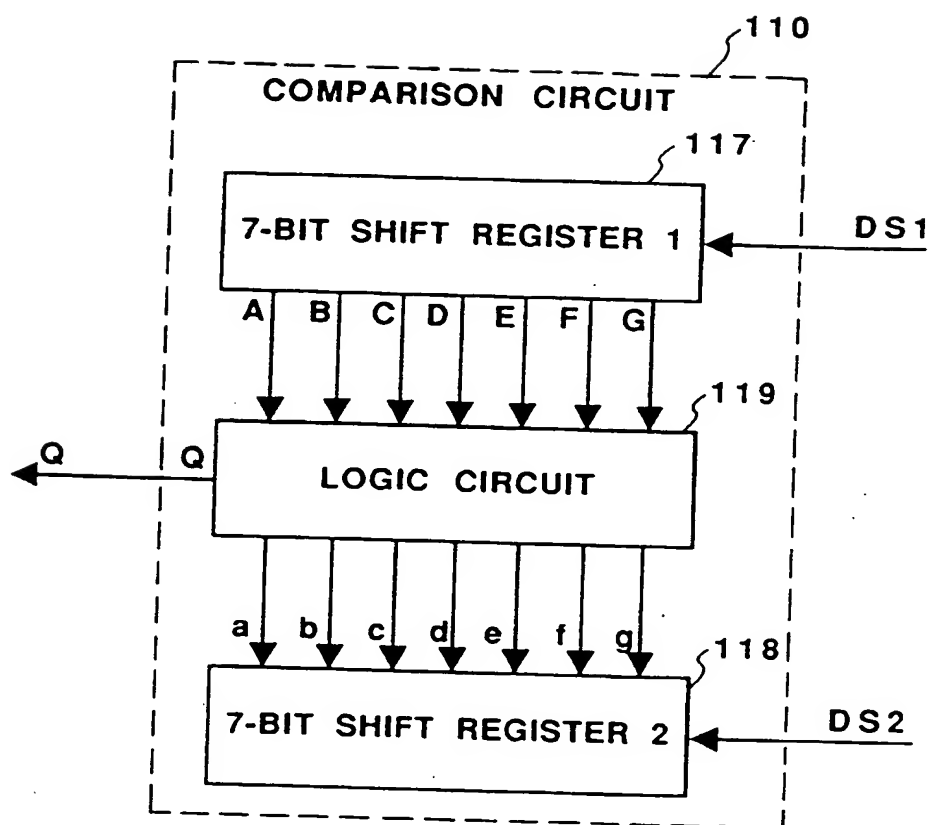 110
COMPARISON CIRCUIT
117
7-BIT SHIFT REGISTER 1
DS1
A B C D E F G
119
Q Q
LOGIC CIRCUIT
a b c d e f g
118
7-BIT SHIFT REGISTER 2
DS2